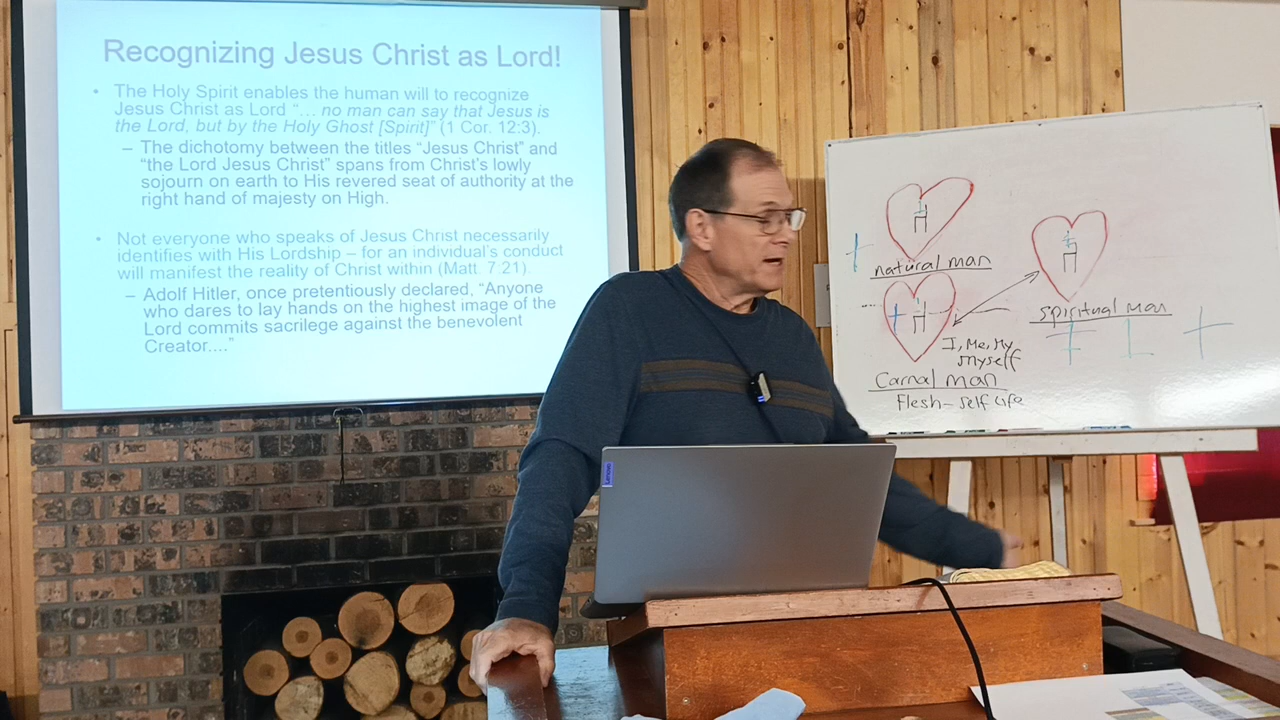 Recognizing Jesus Christ as Lord!
• The Holy Spirit enables the human will to recognize
Jesus Christ as Lord “… no man can say that Jesus is
the Lord, but by the Holy Ghost [Spirit]” (1 Cor. 12:3).
– The dichotomy between the titles “Jesus Christ” and
“the Lord Jesus Christ” spans from Christ’s lowly
sojourn on earth to His revered seat of authority at the
right hand of majesty on High.
• Not everyone who speaks of Jesus Christ necessarily
identifies with His Lordship – for an individual’s conduct
will manifest the reality of Christ within (Matt. 7:21).
– Adolf Hitler, once pretentiously declared, “Anyone
who dares to lay hands on the highest image of the
Lord commits sacrilege against the benevolent
Creator....”
natural man
spiritual man
I, Me, My
Myself
Carnal man
Flesh - self life
Lenovo